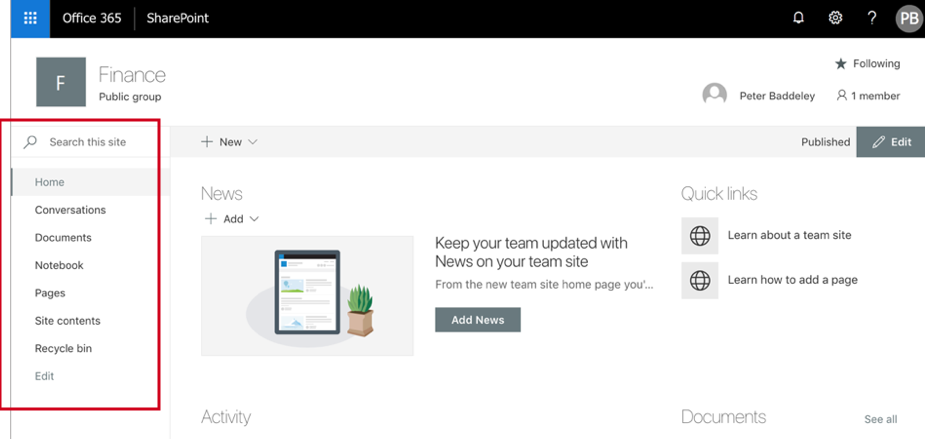 Office 365
SharePoint
PB
F
Finance
Public group
Following
Peter Baddeley
1 member
Search this site
New
Published
Edit
Home
Conversations
Documents
Notebook
Pages
Site contents
Recycle bin
Edit
News
Add
Keep your team updated with
News on your team site
From the new team site home page you'...
Add News
Quick links
Learn about a team site
Learn how to add a page
Activity
Documents
See all